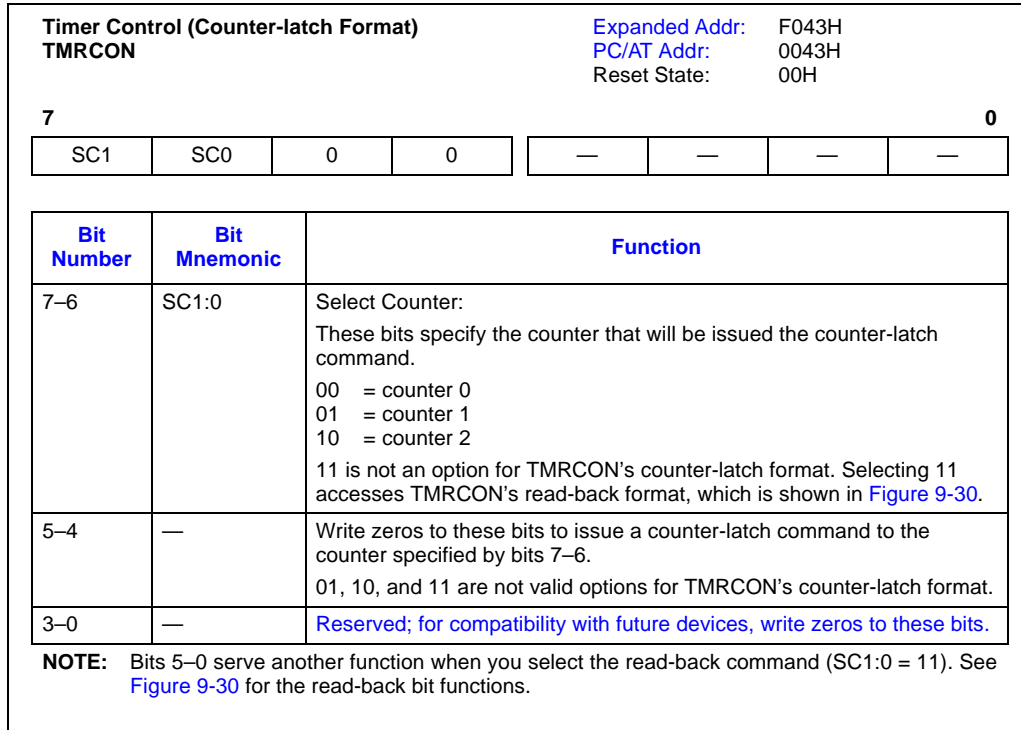 Timer Control (Counter-latch Format) Expanded Addr: F043H
TMRCON PC/AT Addr: 0043H
Reset State: 00H
7 0
SC1 SC0 0 0 — — — —
Bit Number Bit Mnemonic Function
7–6 SC1:0 Select Counter:
These bits specify the counter that will be issued the counter-latch
command.
00 = counter 0
01 = counter 1
10 = counter 2
11 is not an option for TMRCON's counter-latch format. Selecting 11
accesses TMRCON's read-back format, which is shown in Figure 9-30.
5–4 — Write zeros to these bits to issue a counter-latch command to the
counter specified by bits 7–6.
01, 10, and 11 are not valid options for TMRCON's counter-latch format.
3–0 — Reserved; for compatibility with future devices, write zeros to these bits.
NOTE: Bits 5–0 serve another function when you select the read-back command (SC1:0 = 11). See
Figure 9-30 for the read-back bit functions.